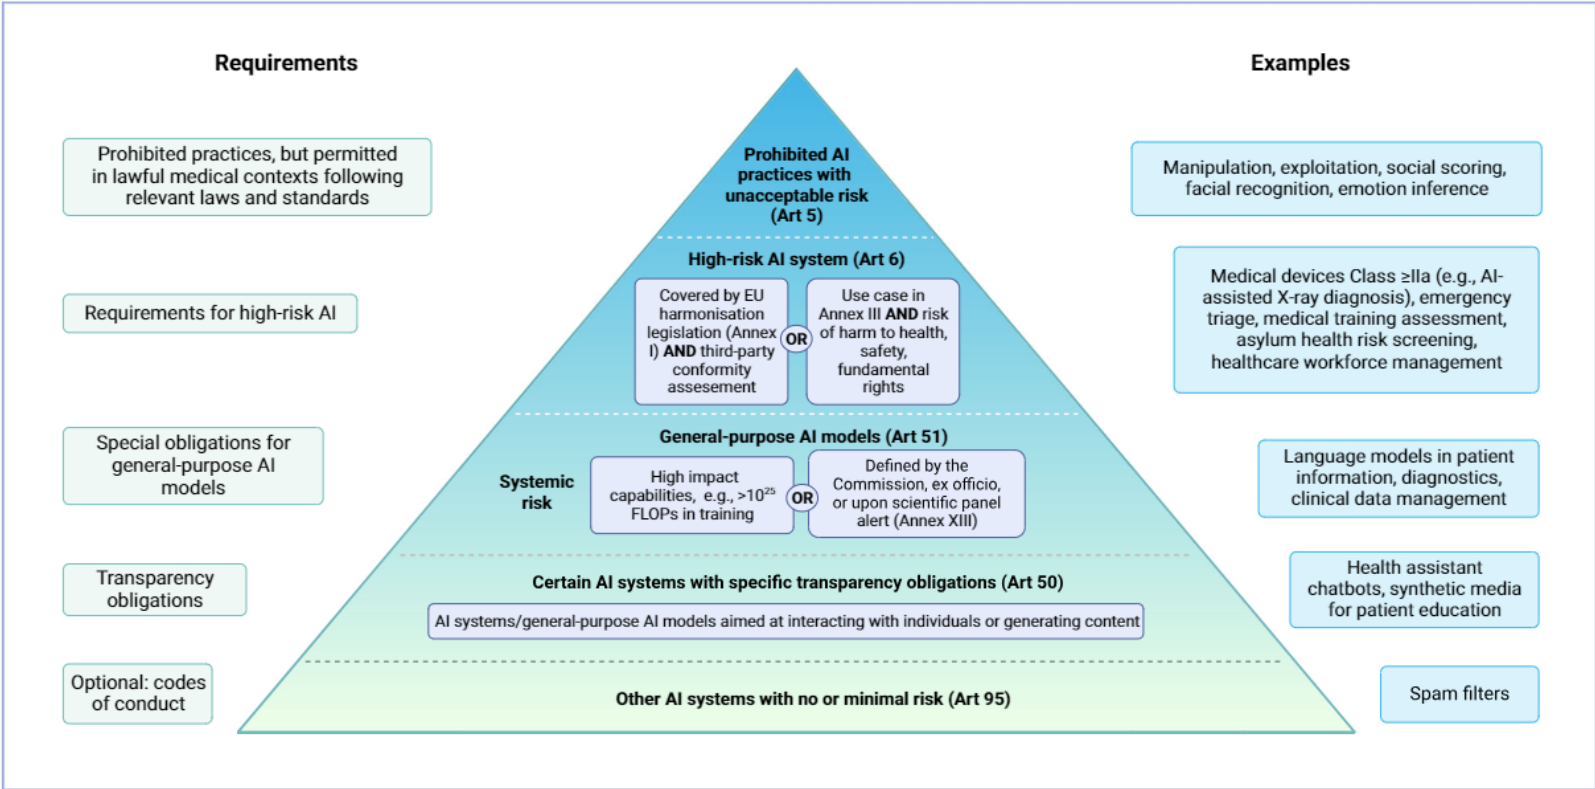 Requirements
Examples
Prohibited practices, but permitted
in lawful medical contexts following
relevant laws and standards
Prohibited AI
practices with
unacceptable risk
(Art 5)
Manipulation, exploitation, social scoring,
facial recognition, emotion inference
Requirements for high-risk AI
High-risk AI system (Art 6)
Covered by EU
harmonisation
legislation (Annex
I) AND third-party
conformity
assesement
OR
Use case in
Annex III AND risk
of harm to health,
safety,
fundamental
rights
Medical devices Class ≥IIa (e.g., AI-
assisted X-ray diagnosis), emergency
triage, medical training assessment,
asylum health risk screening,
healthcare workforce management
Special obligations for
general-purpose AI
models
General-purpose AI models (Art 51)
Systemic
risk
High impact
capabilities, e.g., >10²⁵
FLOPs in training
OR
Defined by the
Commission, ex officio,
or upon scientific panel
alert (Annex XIII)
Language models in patient
information, diagnostics,
clinical data management
Transparency
obligations
Certain AI systems with specific transparency obligations (Art 50)
AI systems/general-purpose AI models aimed at interacting with individuals or generating content
Health assistant
chatbots, synthetic media
for patient education
Optional: codes
of conduct
Other AI systems with no or minimal risk (Art 95)
Spam filters